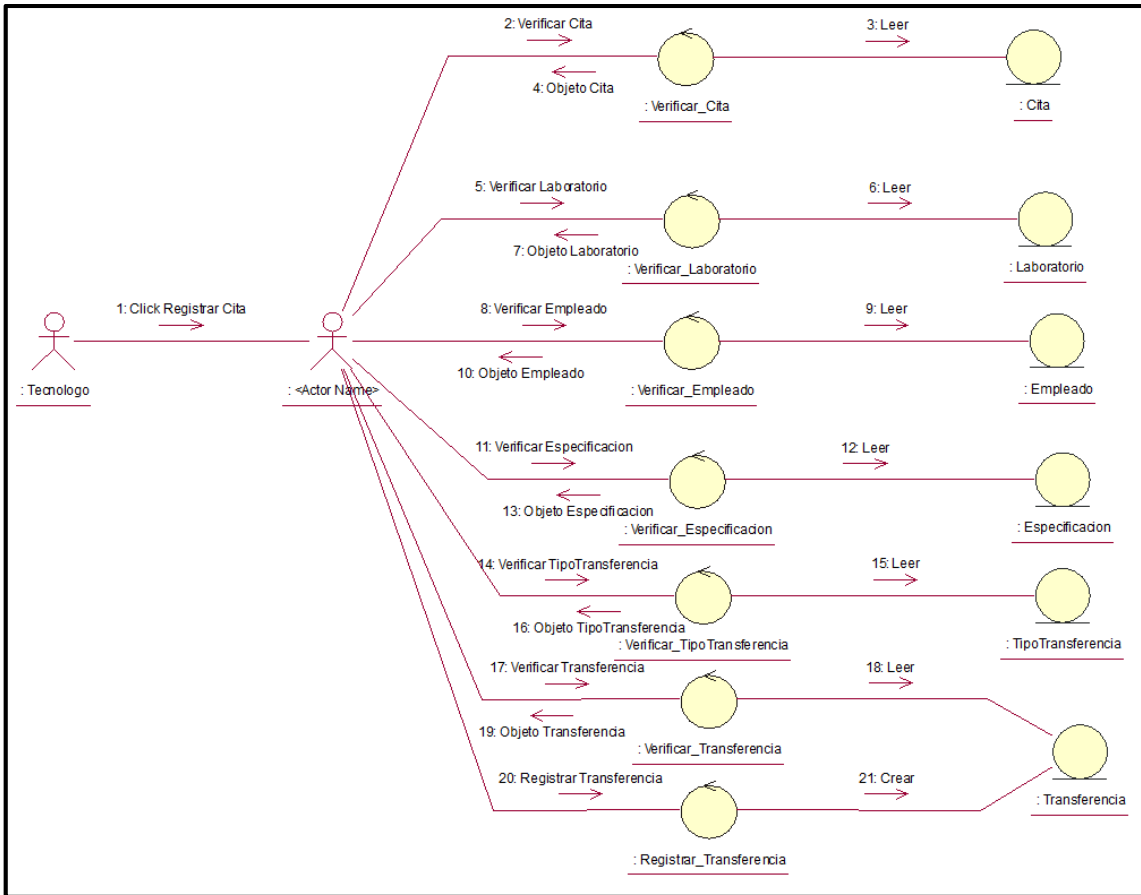 2: Verificar Cita
3: Leer
4: Objeto Cita
: Verificar_Cita
: Cita
5: Verificar Laboratorio
6: Leer
7: Objeto Laboratorio
: Verificar_Laboratorio
: Laboratorio
1: Click Registrar Cita
8: Verificar Empleado
9: Leer
10: Objeto Empleado
: Tecnologo
: <Actor Name>
: Verificar_Empleado
: Empleado
11: Verificar Especificacion
12: Leer
13: Objeto Especificacion
: Verificar_Especificacion
: Especificacion
14: Verificar TipoTransferencia
15: Leer
16: Objeto TipoTransferencia
: Verificar_TipoTransferencia
: TipoTransferencia
17: Verificar Transferencia
18: Leer
19: Objeto Transferencia
: Verificar_Transferencia
20: Registrar Transferencia
21: Crear
: Transferencia
: Registrar_Transferencia